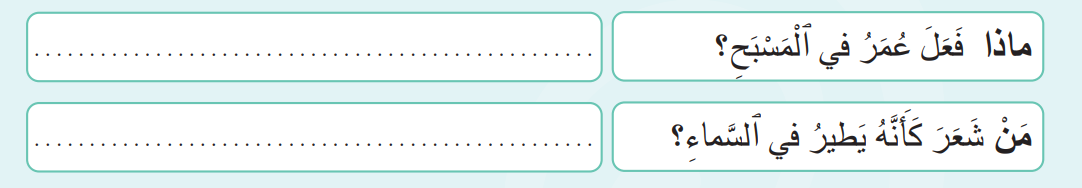 ماذا فَعَلَ عُمَرُ في ٱلْمَسْبَحِ؟ ......................................................
مَنْ شَعَرَ كَأَنَّهُ يَطيرُ في ٱلسَّماءِ؟ ......................................................